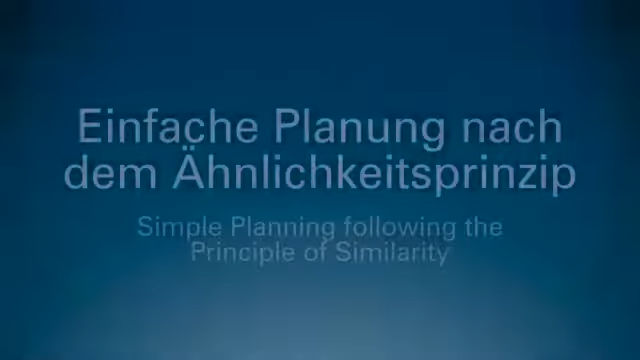 Einfache Planung nach
dem Ähnlichkeitsprinzip
Simple Planning following the
Principle of Similarity